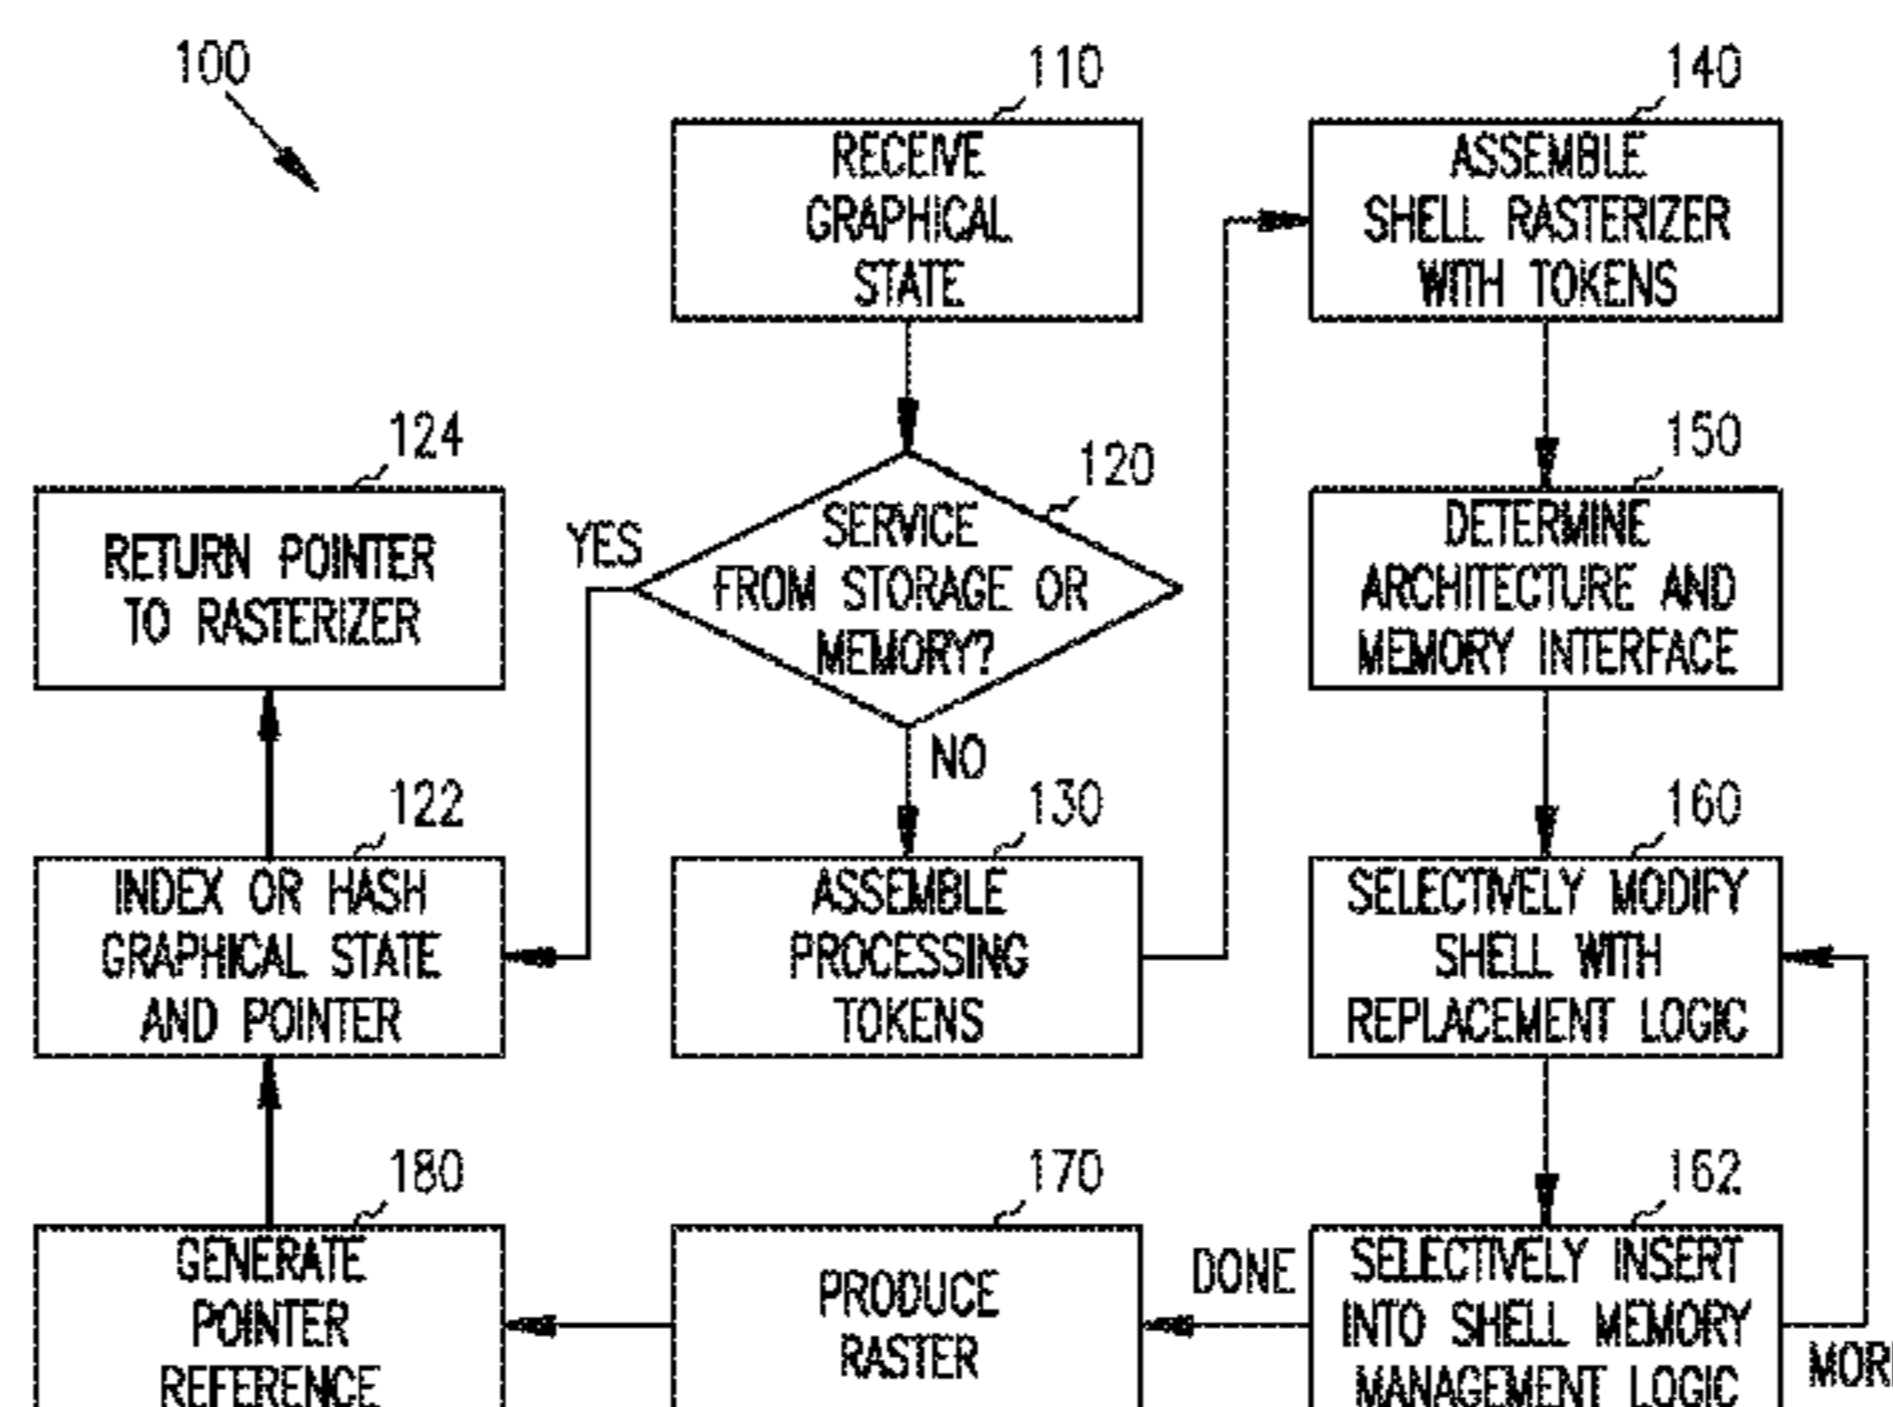 100
110
RECEIVE
GRAPHICAL
STATE
140
ASSEMBLE
SHELL RASTERIZER
WITH TOKENS
124
RETURN POINTER
TO RASTERIZER
120
SERVICE
FROM STORAGE OR
MEMORY?
YES
NO
150
DETERMINE
ARCHITECTURE AND
MEMORY INTERFACE
122
INDEX OR HASH
GRAPHICAL STATE
AND POINTER
130
ASSEMBLE
PROCESSING
TOKENS
160
SELECTIVELY MODIFY
SHELL WITH
REPLACEMENT LOGIC
180
GENERATE
POINTER
REFERENCE
170
PRODUCE
RASTER
DONE
162
SELECTIVELY INSERT
INTO SHELL MEMORY
MANAGEMENT LOGIC